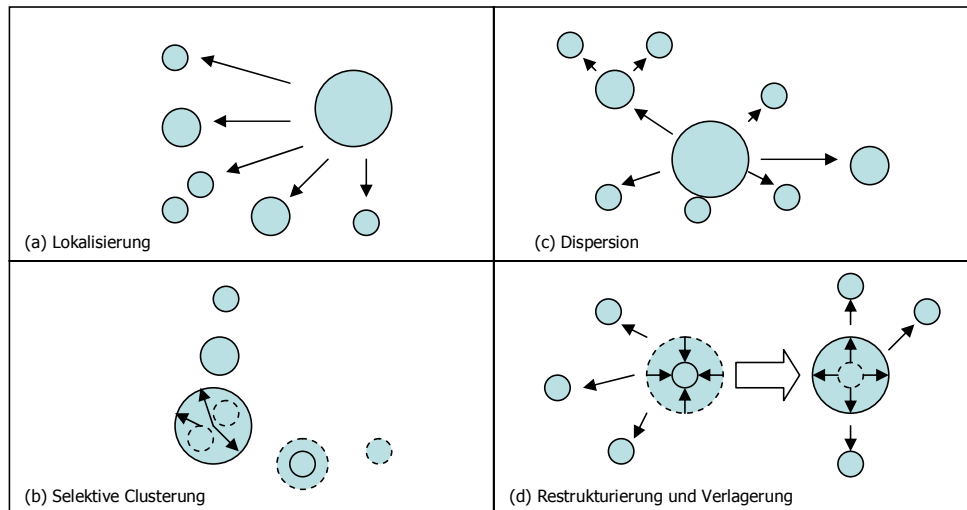 (a) Lokalisierung
(c) Dispersion
(b) Selektive Clusterung
(d) Restrukturierung und Verlagerung